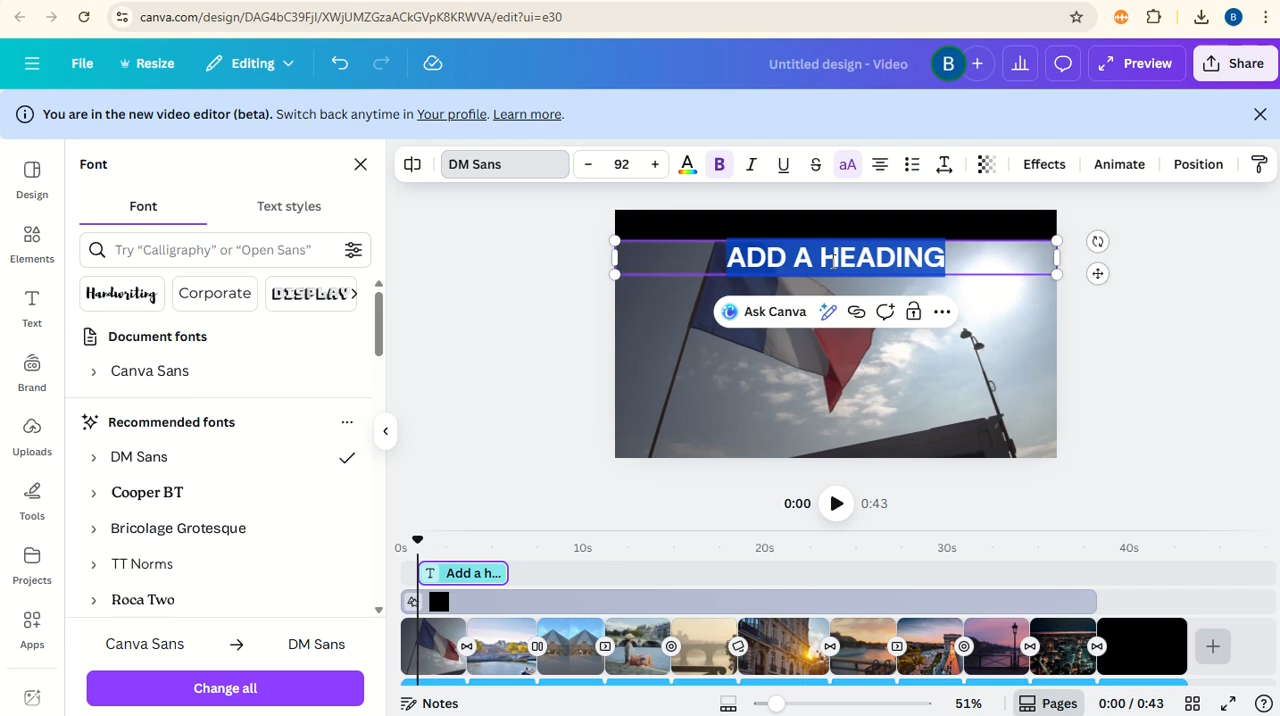 canva.com/design/DAG4bC39FjI/XWjUMZGzaACkGVpK8KRWVA/edit?ui=e30
B
File
Resize
Editing
Untitled design - Video
B
Preview
Share
You are in the new video editor (beta). Switch back anytime in Your profile. Learn more.
Design
Elements
Text
Brand
Uploads
Tools
Projects
Apps
Font
Font
Text styles
Try “Calligraphy” or “Open Sans”
Handwriting
Corporate
DISPLAY
Document fonts
Canva Sans
Recommended fonts
DM Sans
Cooper BT
Bricolage Grotesque
TT Norms
Roca Two
Canva Sans → DM Sans
Change all
DM Sans
– 92 +
A B I U S aA
Effects
Animate
Position
ADD A HEADING
Ask Canva
0:00
0:43
0s 10s 20s 30s 40s
T Add a h...
Notes
51%
Pages
0:00 / 0:43